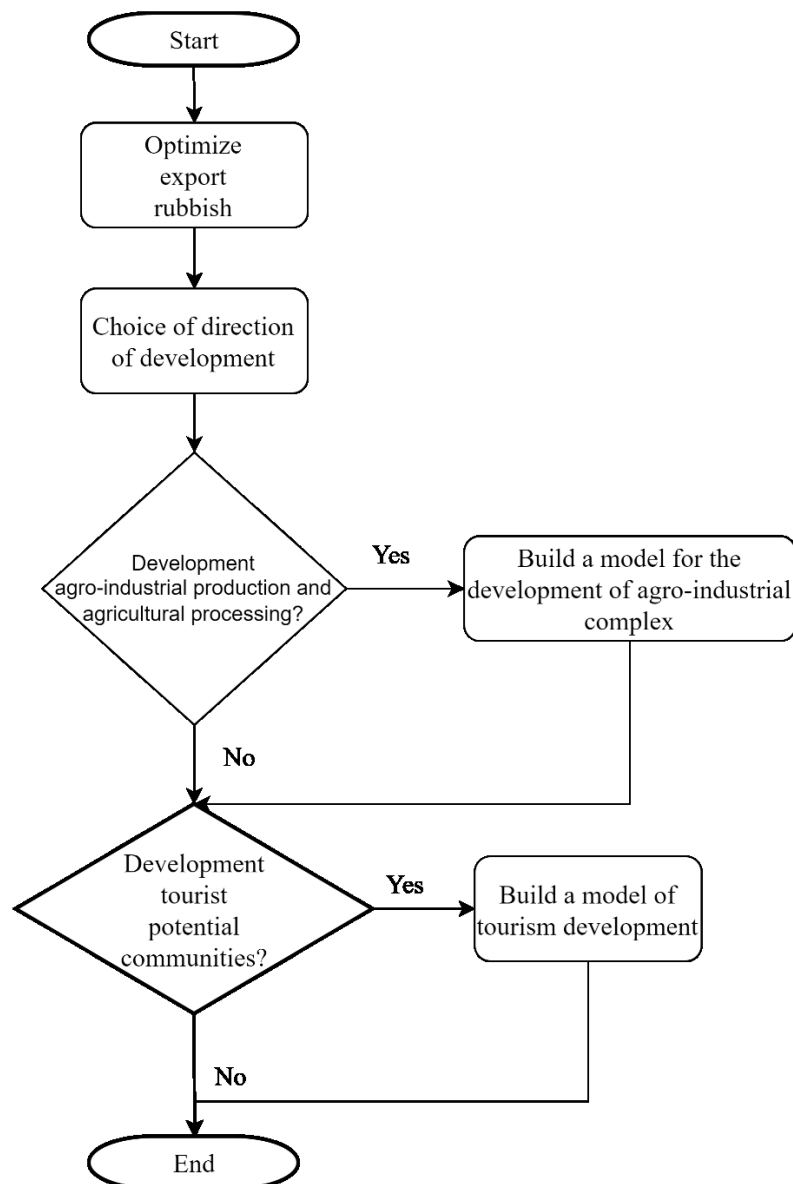 Start
Optimize
export
rubbish
Choice of direction
of development
Development
agro-industrial production and
agricultural processing?
Yes
Build a model for the
development of agro-industrial
complex
No
Development
tourist
potential
communities?
Yes
Build a model of
tourism development
No
End